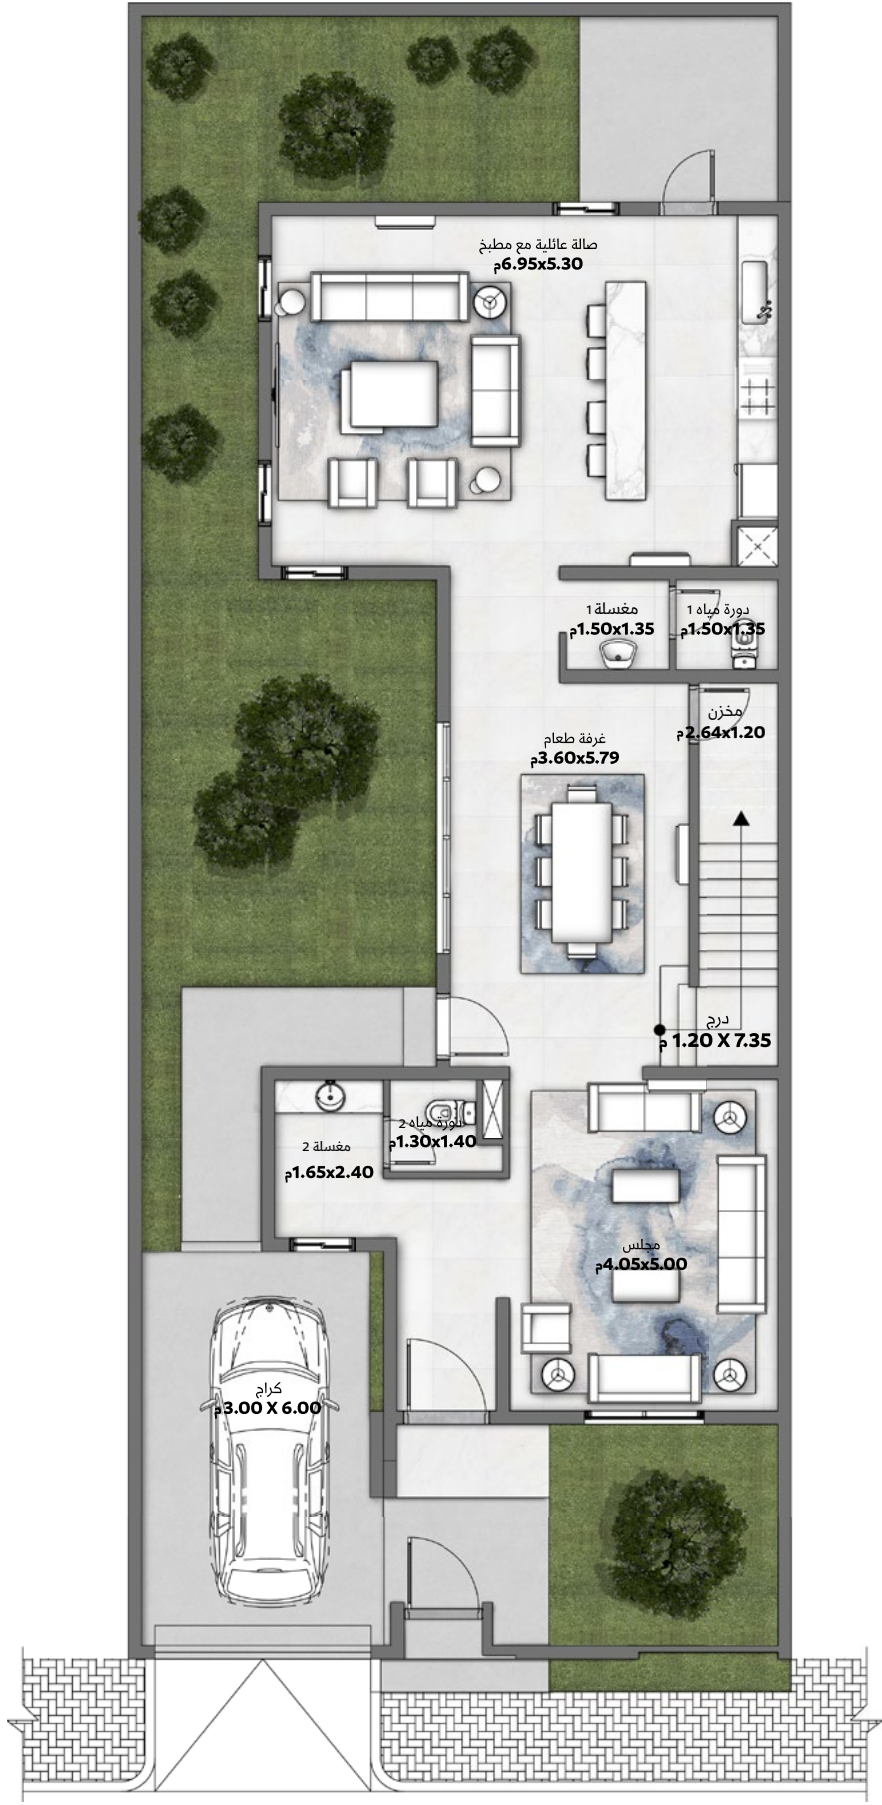 صالة عائلية مع مطبخ
6.95x5.30م
مغسلة 1
1.50x1.35م
دورة مياه 1
1.50x1.35م
مخزن
2.64x1.20م
غرفة طعام
3.60x5.79م
درج
1.20 X 7.35 م
دورة مياه 2
1.30x1.40م
مغسلة 2
1.65x2.40م
مجلس
4.05x5.00م
كراج
3.00 X 6.00م